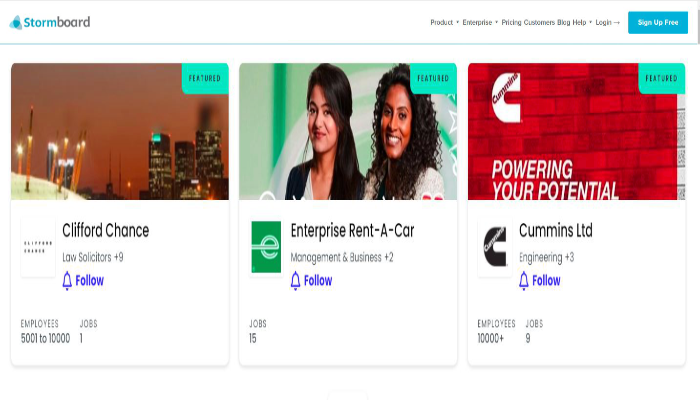 Stormboard
Product Enterprise Pricing Customers Blog Help Login → Sign Up Free
FEATURED
FEATURED
FEATURED
Cummins
POWERING
YOUR POTENTIAL
CLIFFORD
CHANCE
Clifford Chance
Law Solicitors +9
Follow
EMPLOYEES JOBS
5001 to 10000 1
e
Enterprise Rent-A-Car
Management & Business +2
Follow
JOBS
15
Cummins
Cummins Ltd
Engineering +3
Follow
EMPLOYEES JOBS
10000+ 9